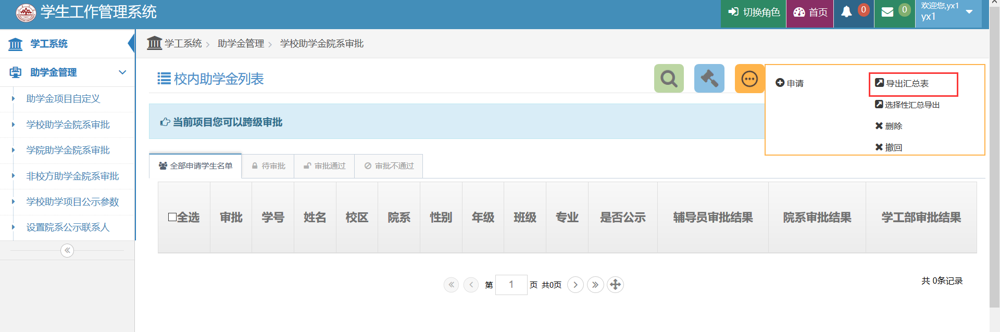 学生工作管理系统
切换角色
首页
0
0
欢迎您,yx1
yx1
学工系统
助学金管理
助学金项目自定义
学校助学金院系审批
学院助学金院系审批
非校方助学金院系审批
学校助学项目公示参数
设置院系公示联系人
学工系统
助学金管理
学校助学金院系审批
校内助学金列表
申请
导出汇总表
选择性汇总导出
删除
撤回
当前项目您可以跨级审批
全部申请学生名单
待审批
审批通过
审批不通过
全选 审批 学号 姓名 校区 院系 性别 年级 班级 专业 是否公示 辅导员审批结果 院系审批结果 学工部审批结果
第 1 页 共0页
共 0条记录